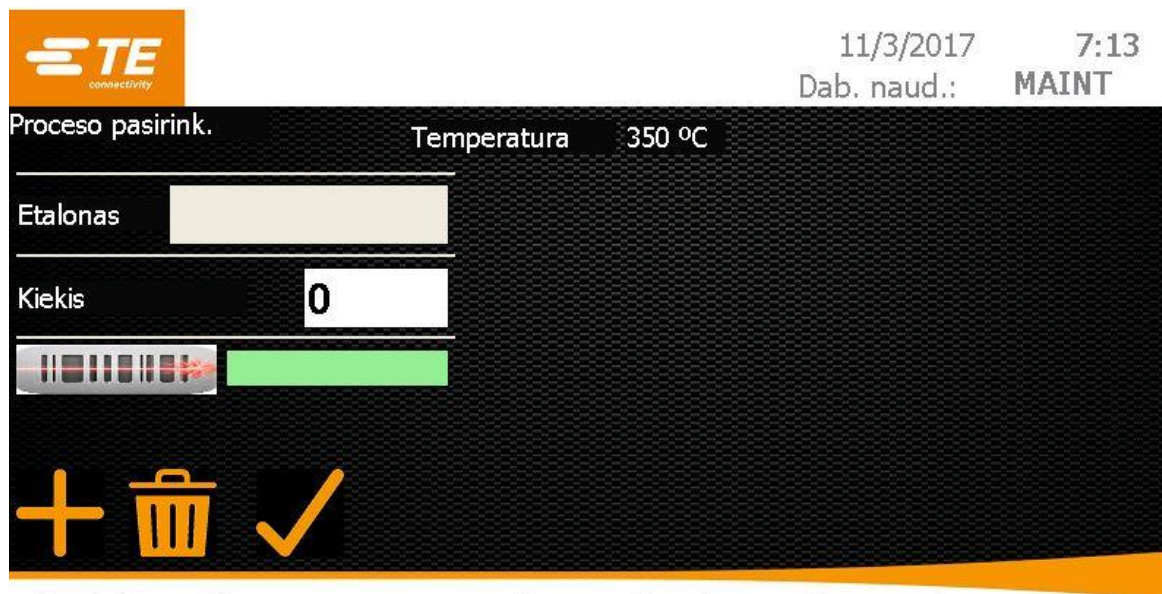 TE
connectivity
11/3/2017 7:13
Dab. naud.: MAINT
Proceso pasirink.
Temperatura 350 ºC
Etalonas
Kiekis 0